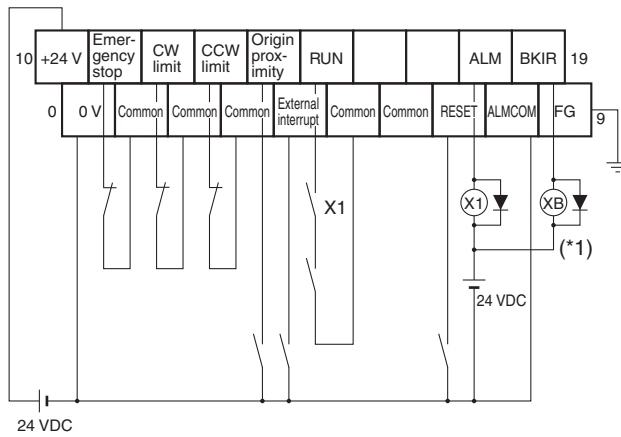 10 +24 V Emer-
gency
stop CW
limit CCW
limit Origin
prox-
imity RUN ALM BKIR 19
0 0 V Common Common Common External
interrupt Common Common RESET ALMCOM FG 9
X1
X1 XB
(*1)
24 VDC
24 VDC